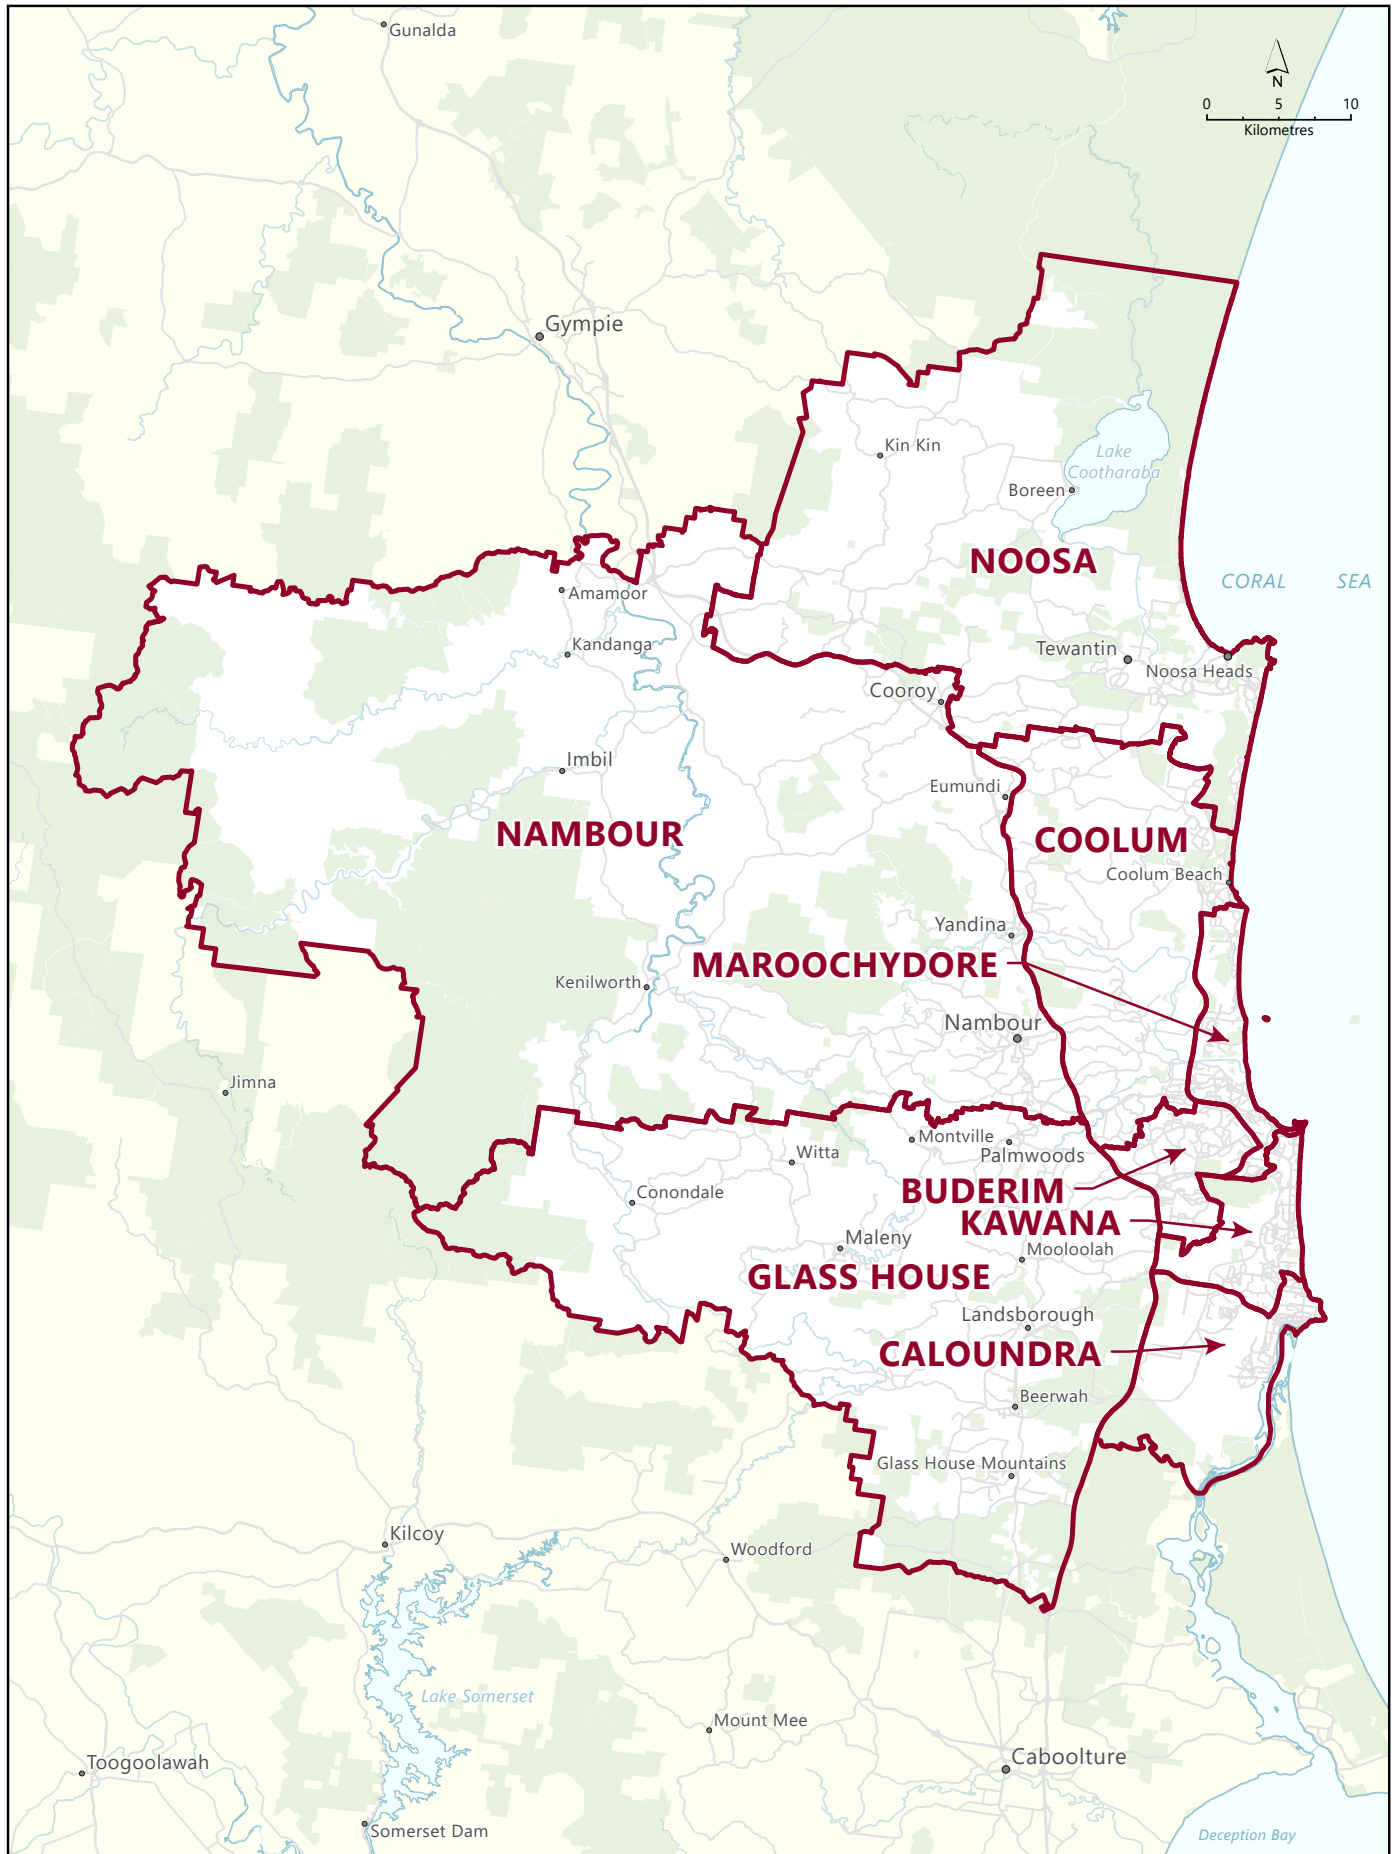 Gunalda
N
0 5 10
Kilometres
Gympie
Kin Kin
Lake
Cootharaba
Boreen
NOOSA
CORAL SEA
Amamoor
Kandanga
Tewantin
Noosa Heads
Cooroy
Imbil
Eumundi
NAMBOUR
COOLUM
Coolum Beach
Yandina
MAROOCHYDORE
Kenilworth
Nambour
Jimna
Montville
Witta
Palmwoods
Conondale
BUDERIM
KAWANA
Maleny
Mooloolah
GLASS HOUSE
Landsborough
CALOUNDRA
Beerwah
Glass House Mountains
Kilcoy
Woodford
Lake Somerset
Mount Mee
Caboolture
Toogoolawah
Somerset Dam
Deception Bay